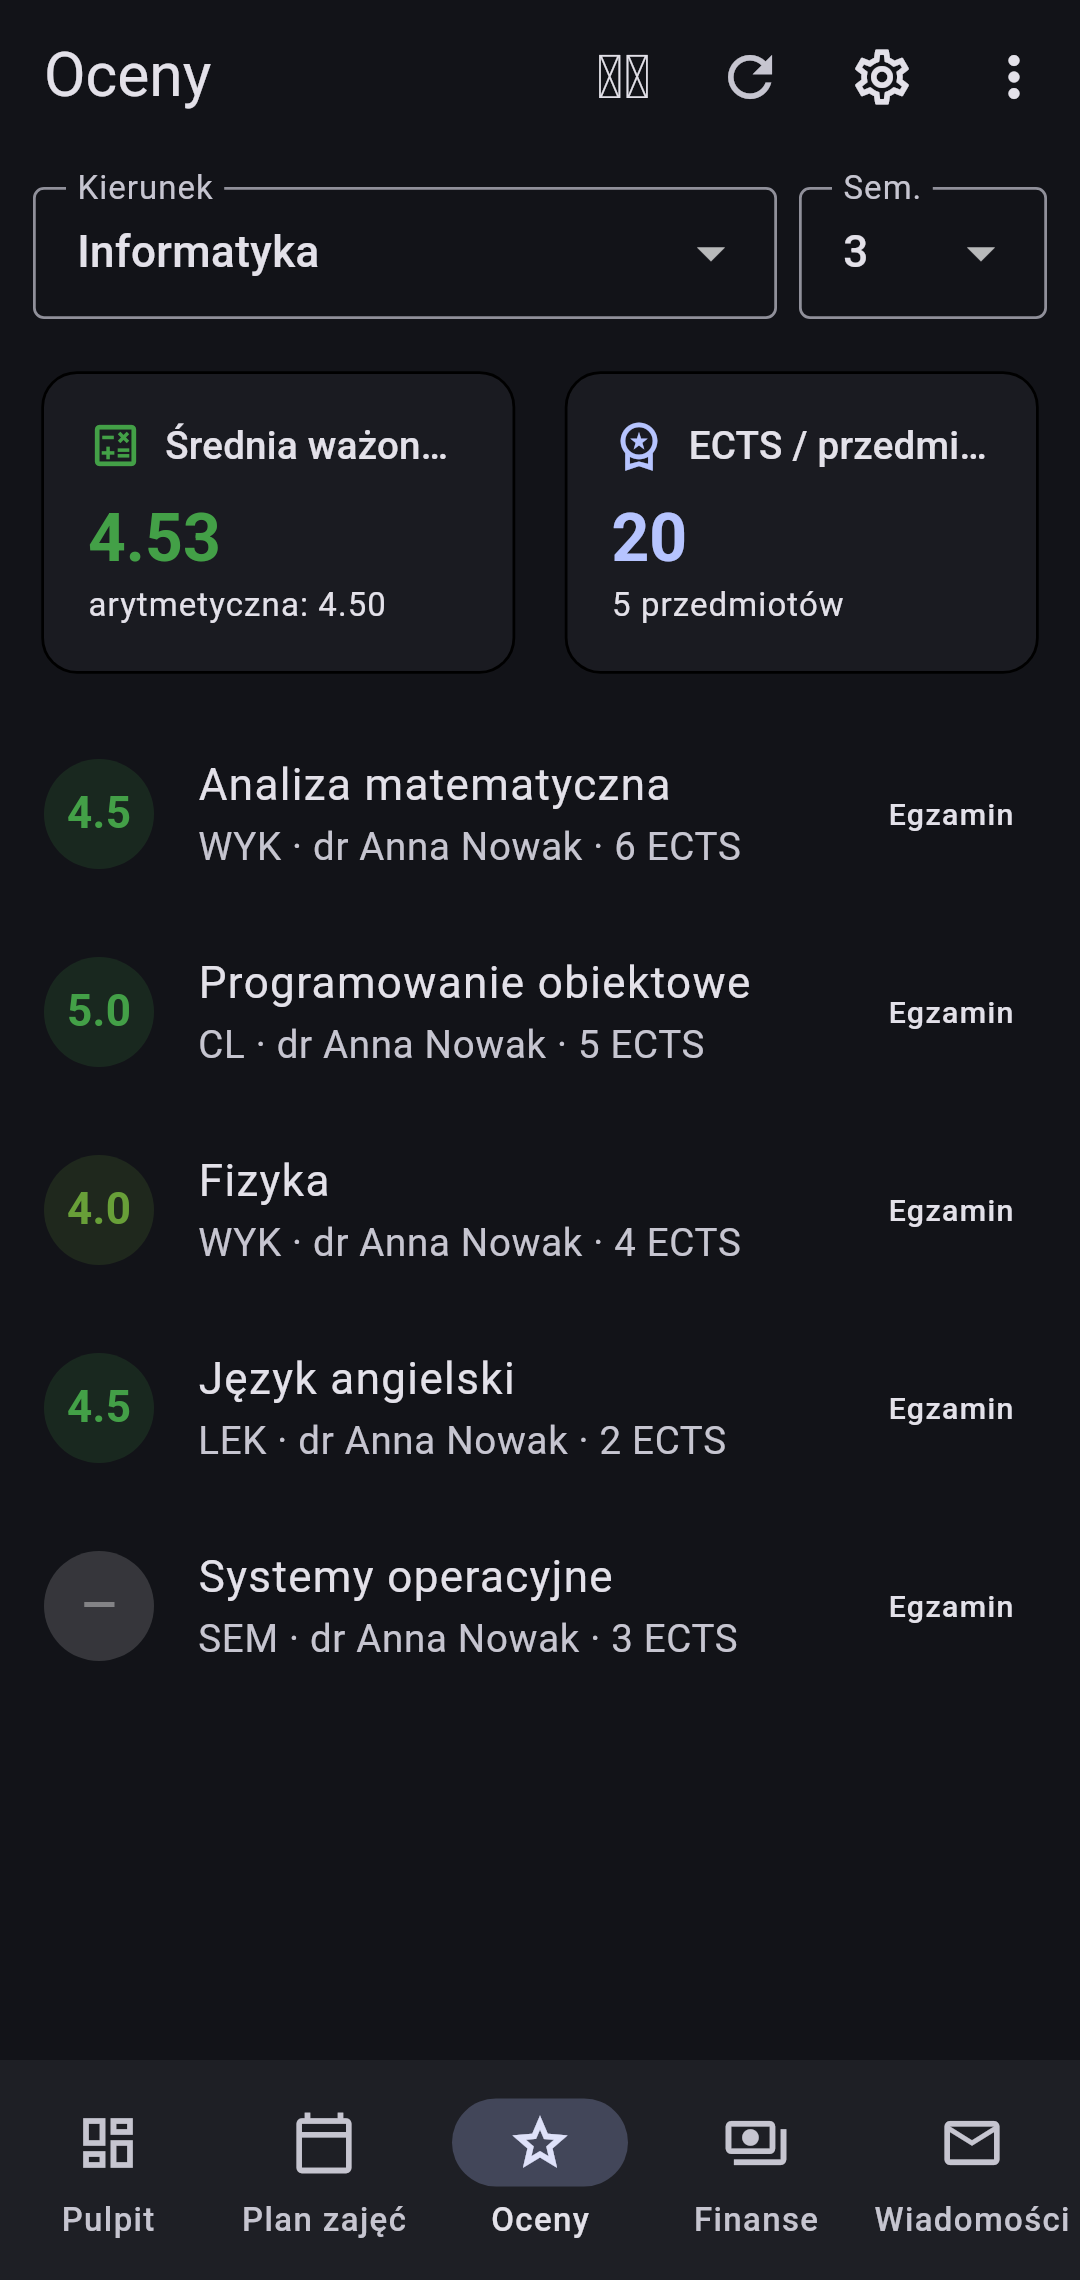 Oceny
Kierunek
Informatyka
Sem.
3
Średnia ważon...
4.53
arytmetyczna: 4.50
ECTS / przedmi...
20
5 przedmiotów
4.5
Analiza matematyczna
WYK · dr Anna Nowak · 6 ECTS
Egzamin
5.0
Programowanie obiektowe
CL · dr Anna Nowak · 5 ECTS
Egzamin
4.0
Fizyka
WYK · dr Anna Nowak · 4 ECTS
Egzamin
4.5
Język angielski
LEK · dr Anna Nowak · 2 ECTS
Egzamin
–
Systemy operacyjne
SEM · dr Anna Nowak · 3 ECTS
Egzamin
Pulpit
Plan zajęć
Oceny
Finanse
Wiadomości